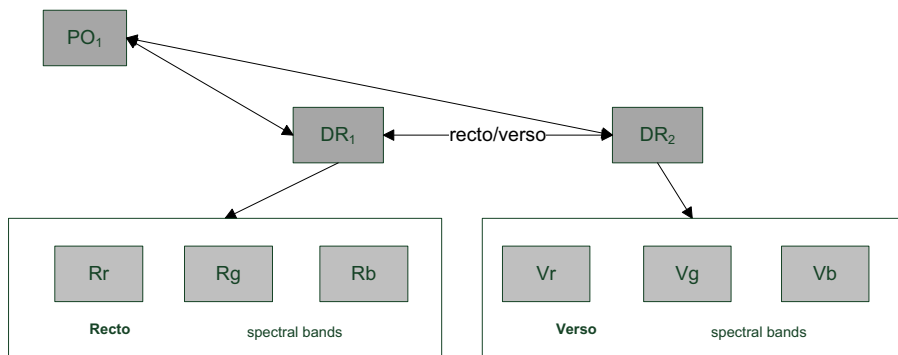 PO₁
DR₁
recto/verso
DR₂
Rr
Rg
Rb
Vr
Vg
Vb
Recto
spectral bands
Verso
spectral bands